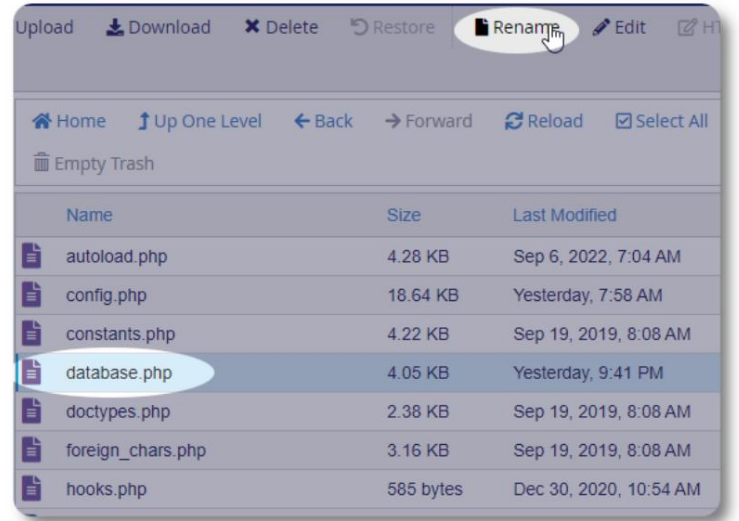 Upload Download Delete Restore Rename Edit
Home Up One Level Back Forward Reload Select All
Empty Trash
Name Size Last Modified
autoload.php 4.28 KB Sep 6, 2022, 7:04 AM
config.php 18.64 KB Yesterday, 7:58 AM
constants.php 4.22 KB Sep 19, 2019, 8:08 AM
database.php 4.05 KB Yesterday, 9:41 PM
doctypes.php 2.38 KB Sep 19, 2019, 8:08 AM
foreign_chars.php 3.16 KB Sep 19, 2019, 8:08 AM
hooks.php 585 bytes Dec 30, 2020, 10:54 AM